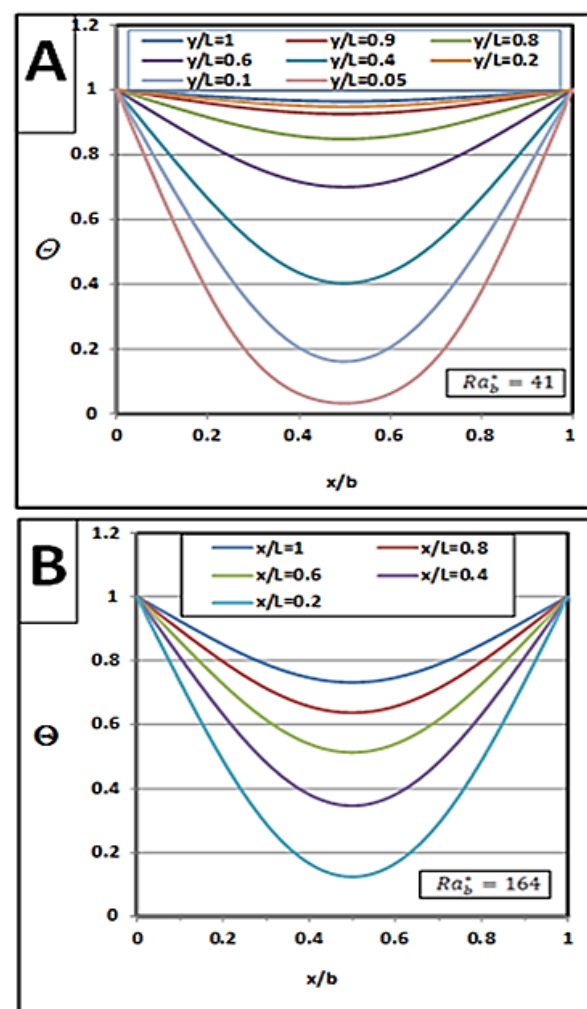 A
1.2
y/L=1 y/L=0.9 y/L=0.8
y/L=0.6 y/L=0.4 y/L=0.2
y/L=0.1 y/L=0.05
1
0.8
0.6
Θ
0.4
0.2
Ra*b = 41
0
0 0.2 0.4 0.6 0.8 1
x/b
B
1.2
x/L=1 x/L=0.8
x/L=0.6 x/L=0.4
x/L=0.2
1
0.8
0.6
Θ
0.4
0.2
Ra*b = 164
0
0 0.2 0.4 0.6 0.8 1
x/b